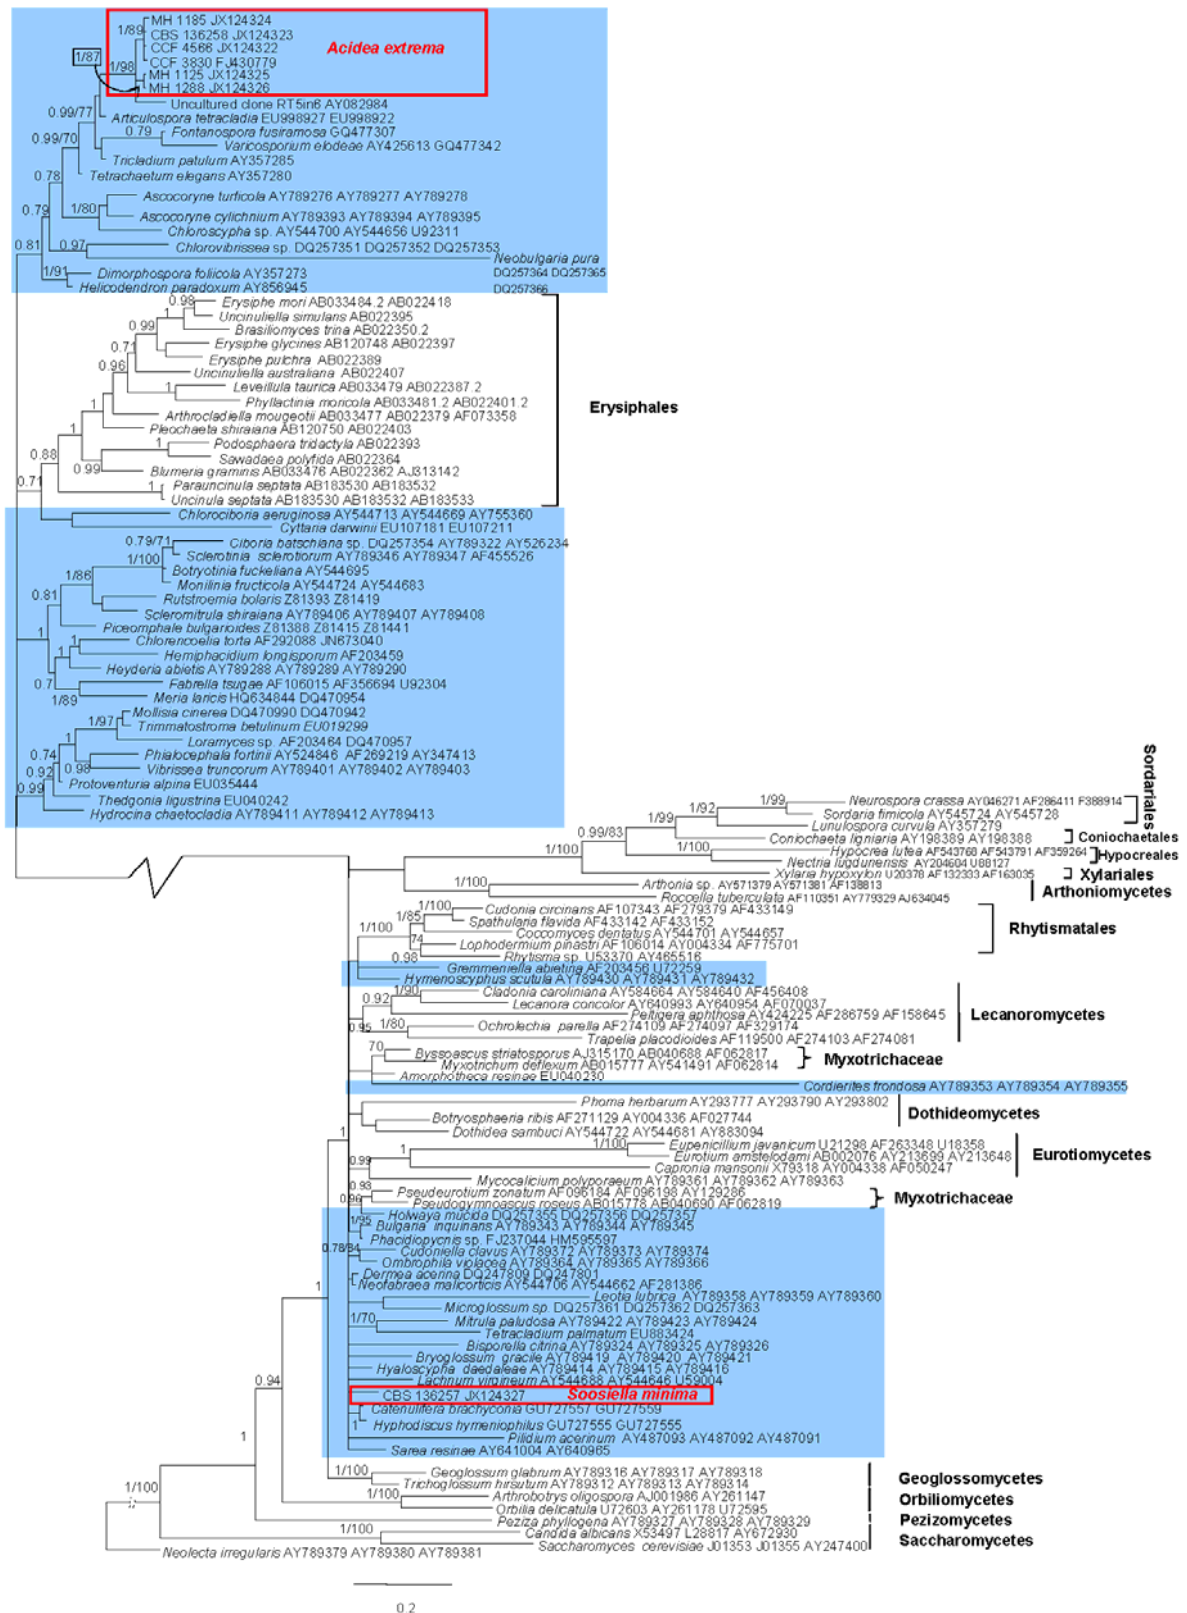 MH 1185 JX124324
1/89
CBS 136258 JX124323
CCF 4566 JX124322
Acidea extrema
1/87
CCF 3830 FJ430779
1/98
MH 1125 JX124325
MH 1288 JX124326
Uncultured clone RT5in6 AY082984
0.99/77
Articulospora tetracladia EU998927 EU998922
0.79
Fontanospora fusiramosa GQ477307
0.99/70
Varicosporium elodeae AY425613 GQ477342
Tricladium patulum AY357285
0.78
Tetrachaetum elegans AY357280
Ascocoryne turficola AY789276 AY789277 AY789278
0.79
1/80
Ascocoryne cylichnium AY789393 AY789394 AY789395
Chloroscypha sp. AY544700 AY544656 U92311
0.81
0.97
Chlorovibrissea sp. DQ257351 DQ257352 DQ257353
Neobulgaria pura
1/91
Dimorphospora foliicola AY357273
DQ257364 DQ257365
Helicodendron paradoxum AY856945
DQ257366
0.98
Erysiphe mori AB033484.2 AB022418
1
Uncinuliella simulans AB022395
0.99
Brasiliomyces trina AB022350.2
0.71
Erysiphe glycines AB120748 AB022397
0.96
Erysiphe pulchra AB022389
Uncinuliella australiana AB022407
1
Leveillula taurica AB033479 AB022387.2
Phyllactinia moricola AB033481.2 AB022401.2
Erysiphales
1
Arthrocladiella mougeotii AB033477 AB022379 AF073358
1
Pleochaeta shiraiana AB120750 AB022403
1
Podosphaera tridactyla AB022393
0.88
Sawadaea polyfida AB022364
0.99
Blumeria graminis AB033476 AB022362 AJ313142
0.71
1
Parauncinula septata AB183530 AB183532
Uncinula septata AB183530 AB183532 AB183533
Chlorociboria aeruginosa AY544713 AY544669 AY755360
Cyttaria darwinii EU107181 EU107211
0.79/71
Ciboria batschiana sp. DQ257354 AY789322 AY526234
1/100
Sclerotinia sclerotiorum AY789346 AY789347 AF455526
1/86
Botryotinia fuckeliana AY544695
Monilinia fructicola AY544724 AY544683
0.81
Rutstroemia bolaris Z81393 Z81419
Scleromitrula shiraiana AY789406 AY789407 AY789408
1
Piceomphale bulgarioides Z81388 Z81415 Z81441
1
Chlorencoelia torta AF292088 JN673040
1
Hemiphacidium longisporum AF203459
Heyderia abietis AY789288 AY789289 AY789290
0.7
Fabrella tsugae AF106015 AF356694 U92304
1/89
Meria laricis HQ634844 DQ470954
1/97
Mollisia cinerea DQ470990 DQ470942
1
Trimmatostroma betulinum EU019299
Loramyces sp. AF203464 DQ470957
0.74
Phialocephala fortinii AY524846 AF269219 AY347413
0.92
0.98
Vibrissea truncorum AY789401 AY789402 AY789403
0.99
Protoventuria alpina EU035444
Thedgonia ligustrina EU040242
Hydrocina chaetocladia AY789411 AY789412 AY789413
Sordariales
1/99
Neurospora crassa AY046271 AF286411 F388914
1/92
Sordaria fimicola AY545724 AY545728
1/99
Lunulospora curvula AY357279
0.99/83
Coniochaeta ligniaria AY198389 AY198388
Coniochaetales
1/100
1/100
Hypocrea lutea AF543768 AF543791 AF359264
Hypocreales
Nectria lugdunensis AY204604 U88127
Xylaria hypoxylon U20378 AF132333 AF163035
Xylariales
1/100
Arthonia sp. AY571379 AY571381 AF138813
Arthoniomycetes
Roccella tuberculata AF110351 AY779329 AJ634045
1/100
Cudonia circinans AF107343 AF279379 AF433149
1/85
Spathularia flavida AF433142 AF433152
1/100
Coccomyces dentatus AY544701 AY544657
Rhytismatales
74
Lophodermium pinastri AF106014 AY004334 AF775701
0.98
Rhytisma sp. U53370 AY465516
Gremmeniella abietina AF203456 U72259
Hymenoscyphus scutula AY789430 AY789431 AY789432
1/90
Cladonia caroliniana AY584664 AY584640 AF456408
0.92
Lecanora concolor AY640993 AY640954 AF070037
Peltigera aphthosa AY424225 AF286759 AF158645
Lecanoromycetes
0.95
1/80
Ochrolechia parella AF274109 AF274097 AF329174
Trapelia placodioides AF119500 AF274103 AF274081
70
Byssoascus striatosporus AJ315170 AB040688 AF062817
Myxotrichaceae
Myxotrichum deflexum AB015777 AY541491 AF062814
Amorphotheca resinae EU040230
Cordierites frondosa AY789353 AY789354 AY789355
Phoma herbarum AY293777 AY293790 AY293802
Dothideomycetes
Botryosphaeria ribis AF271129 AY004336 AF027744
1
Dothidea sambuci AY544722 AY544681 AY883094
1/100
Eupenicillium javanicum U21298 AF263348 U18358
1
Eurotium amstelodami AB002076 AY213699 AY213648
Eurotiomycetes
0.99
Capronia mansonii X79318 AY004338 AF050247
Mycocalicium polyporaeum AY789361 AY789362 AY789363
0.93
Pseudeurotium zonatum AF096184 AF096198 AY129286
Myxotrichaceae
0.96
Pseudogymnoascus roseus AB015778 AB040690 AF062819
Holwaya mucida DQ257355 DQ257356 DQ257357
1/95
Bulgaria inquinans AY789343 AY789344 AY789345
Phacidiopycnis sp. FJ237044 HM595597
0.78/84
Cudoniella clavus AY789372 AY789373 AY789374
Ombrophila violacea AY789364 AY789365 AY789366
Dermea acerina DQ247809 DQ247801
1
Neofabraea malicorticis AY544706 AY544662 AF281386
Leotia lubrica AY789358 AY789359 AY789360
Microglossum sp. DQ257361 DQ257362 DQ257363
1/70
Mitrula paludosa AY789422 AY789423 AY789424
Tetracladium palmatum EU883424
Bisporella citrina AY789324 AY789325 AY789326
Bryoglossum gracile AY789419 AY789420 AY789421
Hyaloscypha daedaleae AY789414 AY789415 AY789416
0.94
Lachnum virgineum AY544688 AY544646 U59004
CBS 136257 JX124327
Soosiella minima
Catenulifera brachyconia GU727557 GU727559
1
Hyphodiscus hymeniophilus GU727555 GU727555
1
Pilidium acerinum AY487093 AY487092 AY487091
Sarea resinae AY641004 AY640965
1/100
Geoglossum glabrum AY789316 AY789317 AY789318
Geoglossomycetes
Trichoglossum hirsutum AY789312 AY789313 AY789314
1/100
1/100
Arthrobotrys oligospora AJ001986 AY261147
Orbiliomycetes
Orbilia delicatula U72603 AY261178 U72595
Peziza phyllogena AY789327 AY789328 AY789329
Pezizomycetes
1/100
Candida albicans X53497 L28817 AY672930
Saccharomycetes
Saccharomyces cerevisiae J01353 J01355 AY247400
Neolecta irregularis AY789379 AY789380 AY789381
0.2